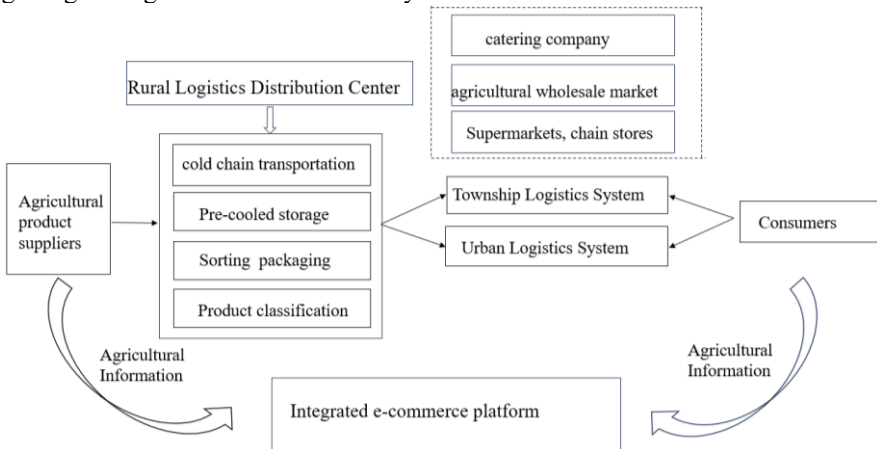 catering company
Rural Logistics Distribution Center
agricultural wholesale market
Supermarkets, chain stores
cold chain transportation
Agricultural
product
suppliers
Pre-cooled storage
Township Logistics System
Sorting packaging
Urban Logistics System
Consumers
Product classification
Agricultural
Information
Agricultural
Information
Integrated e-commerce platform